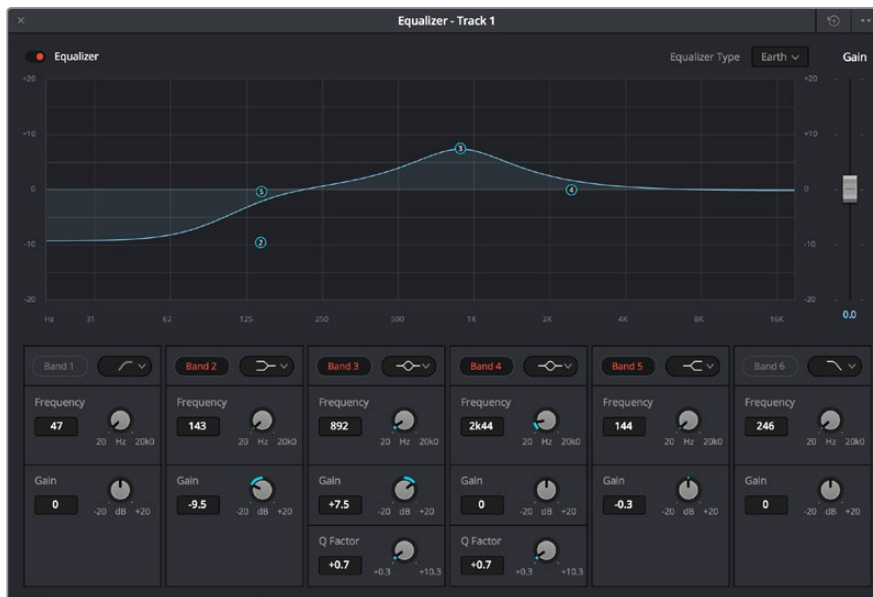 Equalizer - Track 1
Equalizer
Equalizer Type Earth Gain
+20 +20
+10 +10
0 0
-10 -10
-20 -20
5 3 4
2
Hz 31 62 125 250 500 1K 2K 4K 8K 16K
0.0
Band 1 Band 2 Band 3 Band 4 Band 5 Band 6
Frequency Frequency Frequency Frequency Frequency Frequency
47 143 892 2k44 144 246
20 Hz 20k0 20 Hz 20k0 20 Hz 20k0 20 Hz 20k0 20 Hz 20k0 20 Hz 20k0
Gain Gain Gain Gain Gain Gain
0 -9.5 +7.5 0 -0.3 0
-20 dB +20 -20 dB +20 -20 dB +20 -20 dB +20 -20 dB +20 -20 dB +20
Q Factor Q Factor
+0.7 +0.7
+0.3 +10.3 +0.3 +10.3